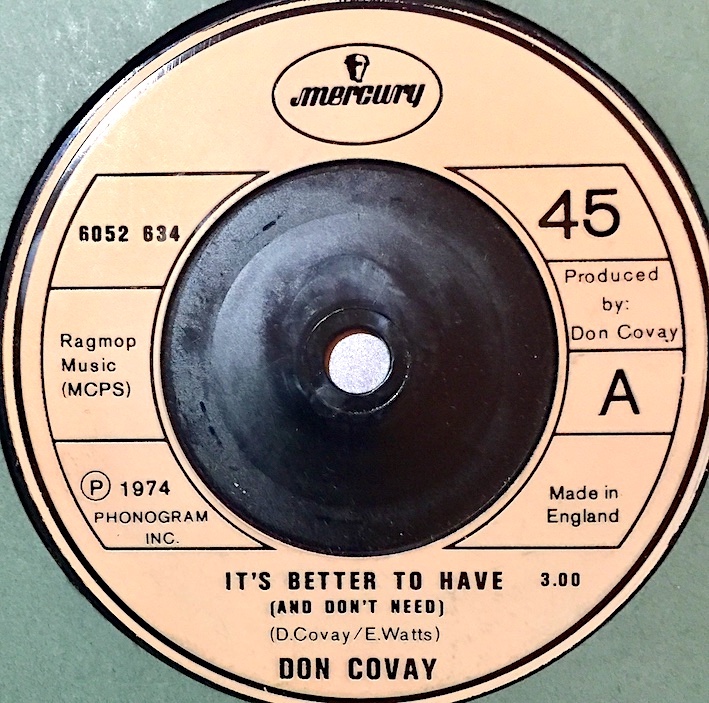 mercury
6052 634
45
Produced
by:
Don Covay
Ragmop
Music
(MCPS)
A
Ⓟ 1974
PHONOGRAM
INC.
Made in
England
IT'S BETTER TO HAVE 3.00
(AND DON'T NEED)
(D.Covay/E.Watts)
DON COVAY